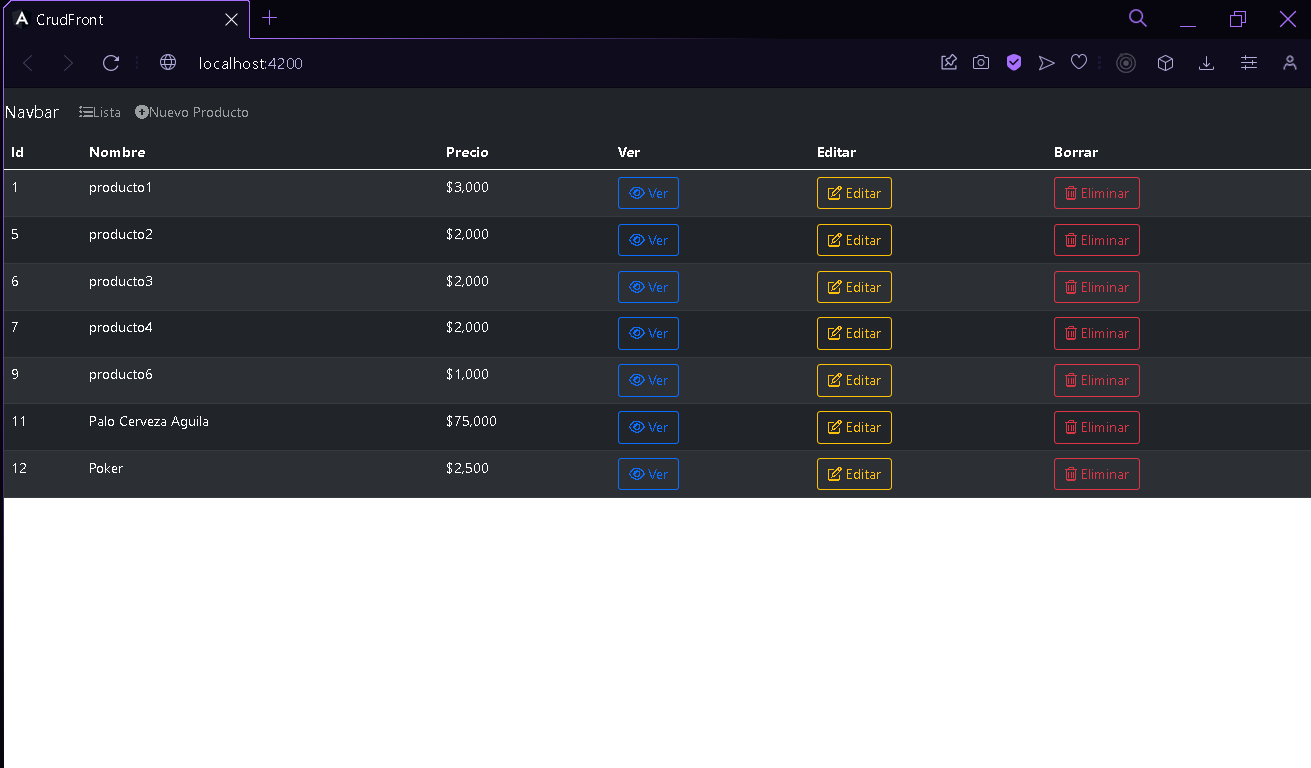 CrudFront
localhost:4200
Navbar Lista Nuevo Producto
Id Nombre Precio Ver Editar Borrar
1 producto1 $3,000 Ver Editar Eliminar
5 producto2 $2,000 Ver Editar Eliminar
6 producto3 $2,000 Ver Editar Eliminar
7 producto4 $2,000 Ver Editar Eliminar
9 producto6 $1,000 Ver Editar Eliminar
11 Palo Cerveza Aguila $75,000 Ver Editar Eliminar
12 Poker $2,500 Ver Editar Eliminar